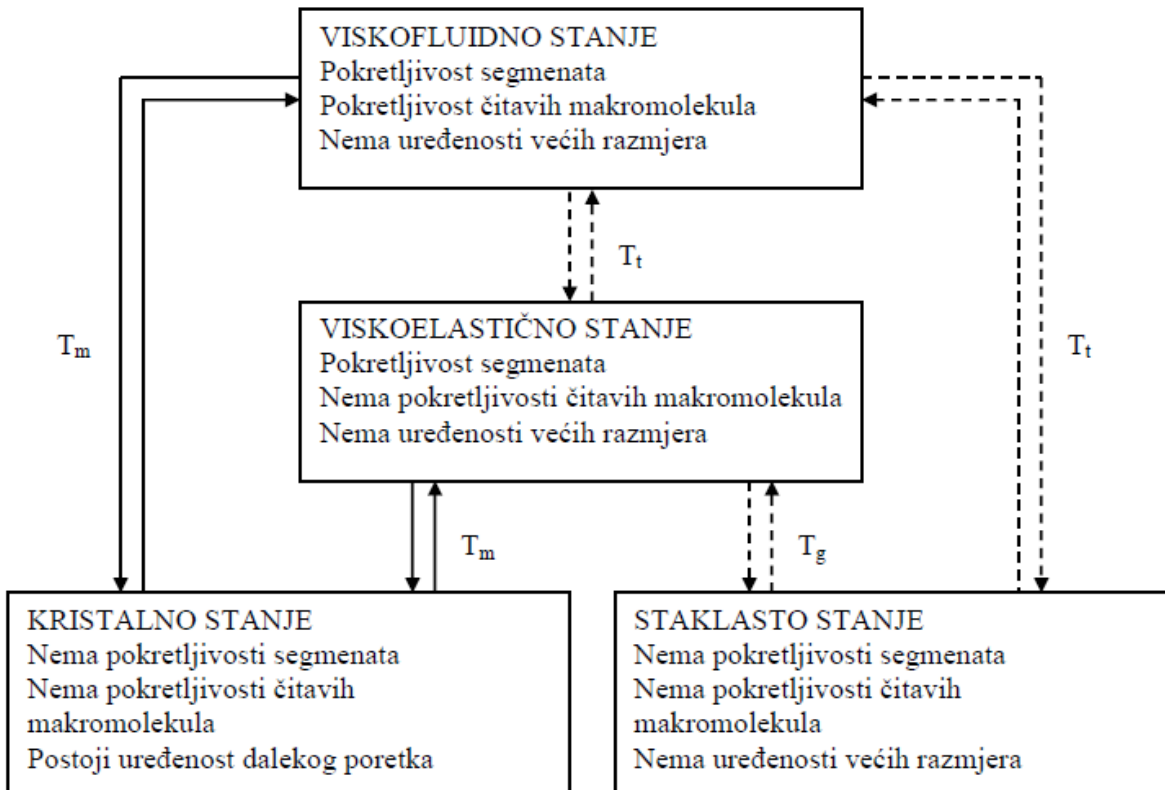 VISKOFLUIDNO STANJE
Pokretljivost segmenata
Pokretljivost čitavih makromolekula
Nema uređenosti većih razmjera
Tt
VISKOELASTIČNO STANJE
Pokretljivost segmenata
Nema pokretljivosti čitavih makromolekula
Nema uređenosti većih razmjera
Tm
Tt
Tm
Tg
KRISTALNO STANJE
Nema pokretljivosti segmenata
Nema pokretljivosti čitavih
makromolekula
Postoji uređenost dalekog poretka
STAKLASTO STANJE
Nema pokretljivosti segmenata
Nema pokretljivosti čitavih
makromolekula
Nema uređenosti većih razmjera